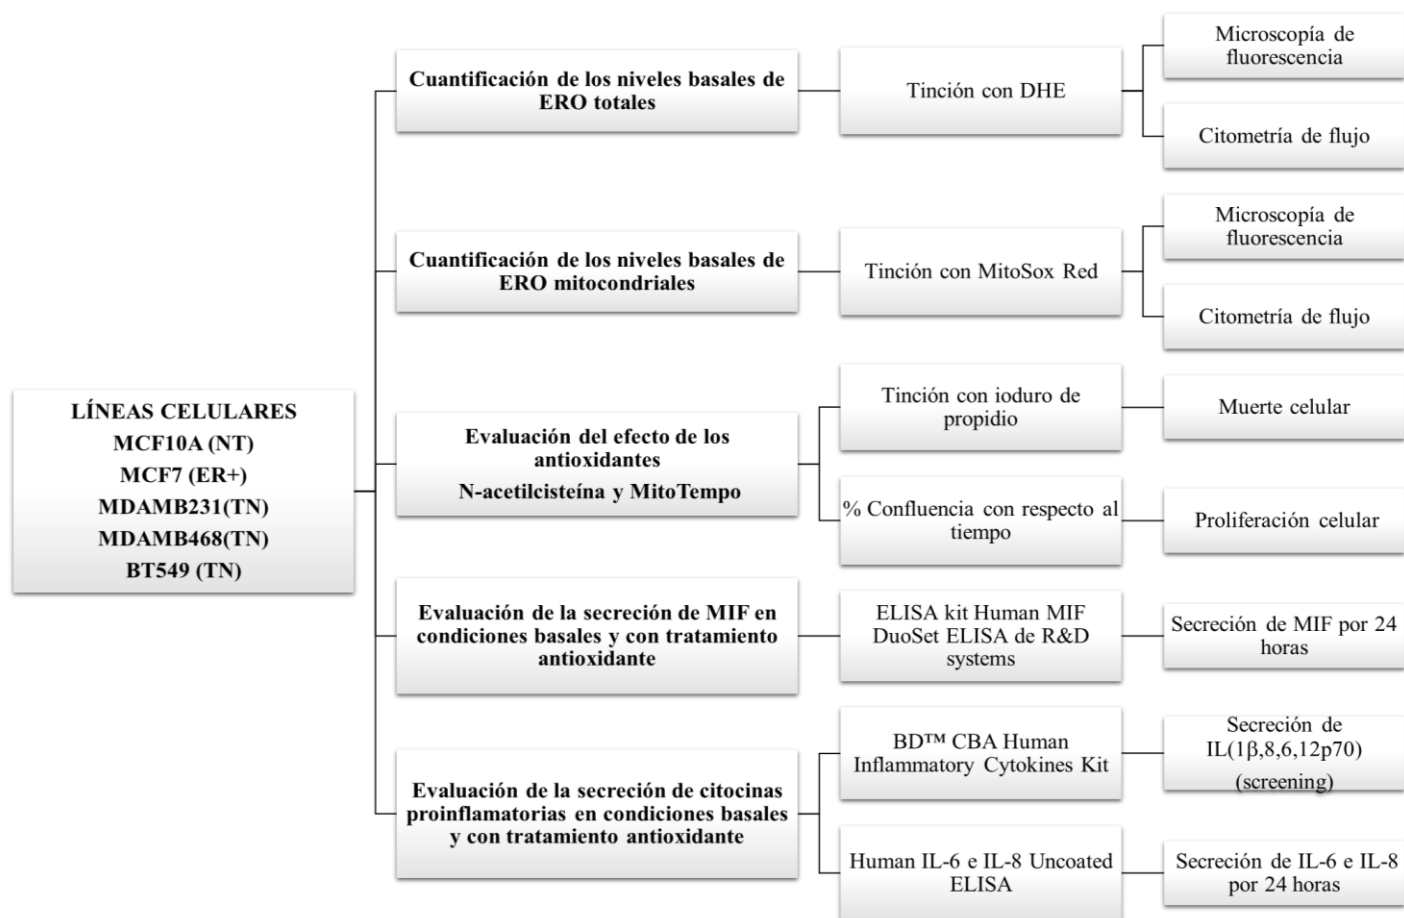 LÍNEAS CELULARES
MCF10A (NT)
MCF7 (ER+)
MDAMB231(TN)
MDAMB468(TN)
BT549 (TN)
Cuantificación de los niveles basales de
ERO totales
Tinción con DHE
Microscopía de
fluorescencia
Citometría de flujo
Cuantificación de los niveles basales de
ERO mitocondriales
Tinción con MitoSox Red
Microscopía de
fluorescencia
Citometría de flujo
Evaluación del efecto de los
antioxidantes
N-acetilcisteína y MitoTempo
Tinción con ioduro de
propidio
Muerte celular
% Confluencia con respecto al
tiempo
Proliferación celular
Evaluación de la secreción de MIF en
condiciones basales y con tratamiento
antioxidante
ELISA kit Human MIF
DuoSet ELISA de R&D
systems
Secreción de MIF por 24
horas
Evaluación de la secreción de citocinas
proinflamatorias en condiciones basales
y con tratamiento antioxidante
BD™ CBA Human
Inflammatory Cytokines Kit
Secreción de
IL(1β,8,6,12p70)
(screening)
Human IL-6 e IL-8 Uncoated
ELISA
Secreción de IL-6 e IL-8
por 24 horas